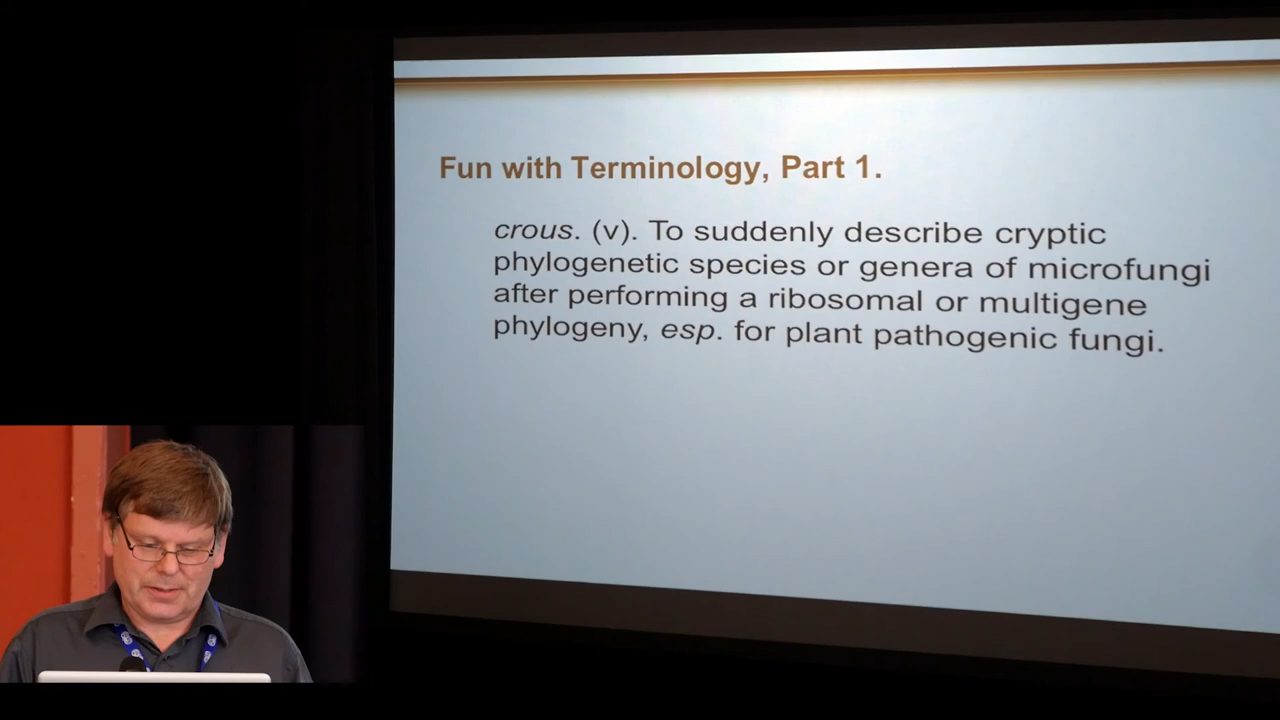 Fun with Terminology, Part 1.
crous. (v). To suddenly describe cryptic
phylogenetic species or genera of microfungi
after performing a ribosomal or multigene
phylogeny, esp. for plant pathogenic fungi.